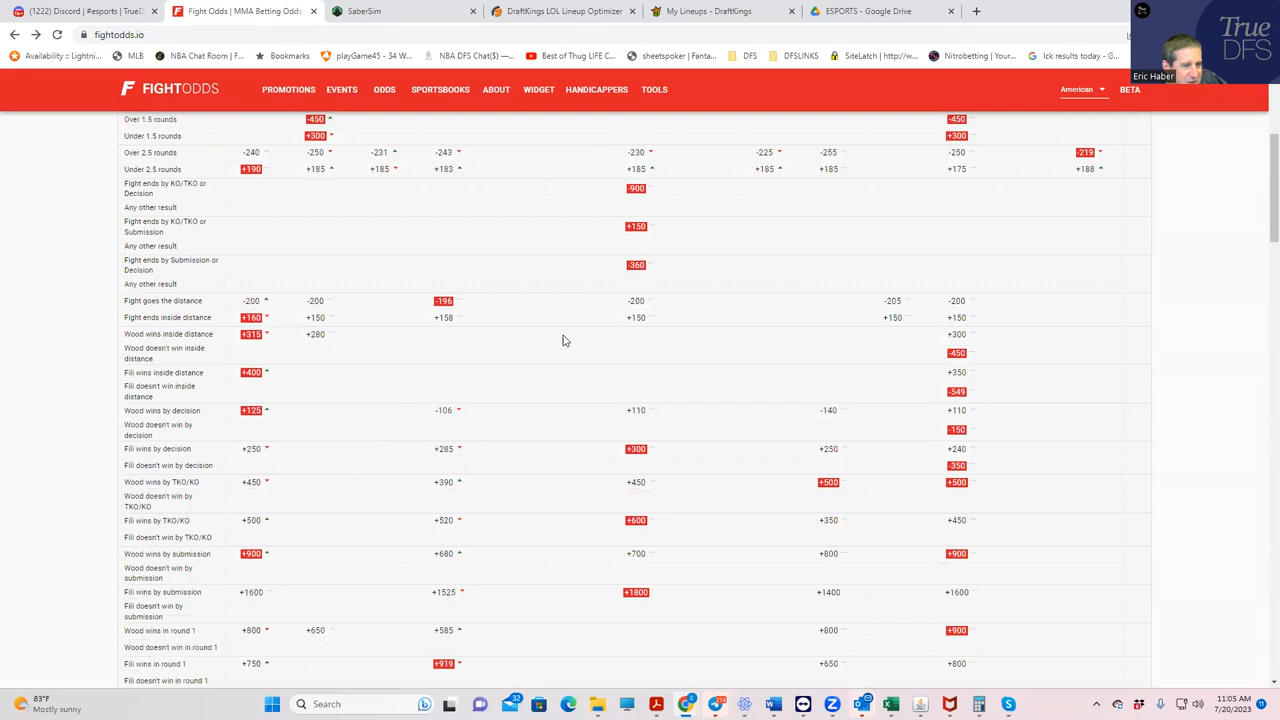 (1222) Discord | #esports | TrueD
Fight Odds | MMA Betting Odds
SaberSim
DraftKings LOL Lineup Optimizer
My Lineups - DraftKings
ESPORTS - Google Drive
fightodds.io
Availability :: Lightni...
MLB
NBA Chat Room | F...
Bookmarks
playGame45 - 34 W...
NBA DFS Chat($) -...
Best of Thug LIFE C...
sheetspoker | Fanta...
DFS
DFSLINKS
SiteLatch | http://w...
Nitrobetting | Your...
Ick results today - G...
True
DFS
Eric Haber
FIGHTODDS
PROMOTIONS EVENTS ODDS SPORTSBOOKS ABOUT WIDGET HANDICAPPERS TOOLS
American
BETA
Over 1.5 rounds -450 -450
Under 1.5 rounds +300 +300
Over 2.5 rounds -240 -250 -231 -243 -230 -225 -255 -250 -219
Under 2.5 rounds +190 +185 +185 +183 +185 +185 +185 +175 +188
Fight ends by KO/TKO or
Decision -900
Any other result
Fight ends by KO/TKO or
Submission +150
Any other result
Fight ends by Submission or
Decision -360
Any other result
Fight goes the distance -200 -200 -196 -200 -205 -200
Fight ends inside distance +160 +150 +158 +150 +150 +150
Wood wins inside distance +315 +280 +300
Wood doesn't win inside
distance -450
Fili wins inside distance +400 +350
Fili doesn't win inside
distance -549
Wood wins by decision +125 -106 +110 -140 +110
Wood doesn't win by
decision -150
Fili wins by decision +250 +285 +300 +250 +240
Fili doesn't win by decision -350
Wood wins by TKO/KO +450 +390 +450 +500 +500
Wood doesn't win by
TKO/KO
Fili wins by TKO/KO +500 +520 +600 +350 +450
Fili doesn't win by TKO/KO
Wood wins by submission +900 +680 +700 +800 +900
Wood doesn't win by
submission
Fili wins by submission +1600 +1525 +1800 +1400 +1600
Fili doesn't win by
submission
Wood wins in round 1 +800 +650 +585 +800 +900
Wood doesn't win in round 1
Fili wins in round 1 +750 +919 +650 +800
Fili doesn't win in round 1
83°F
Mostly sunny
Search
32
11:05 AM
7/20/2023